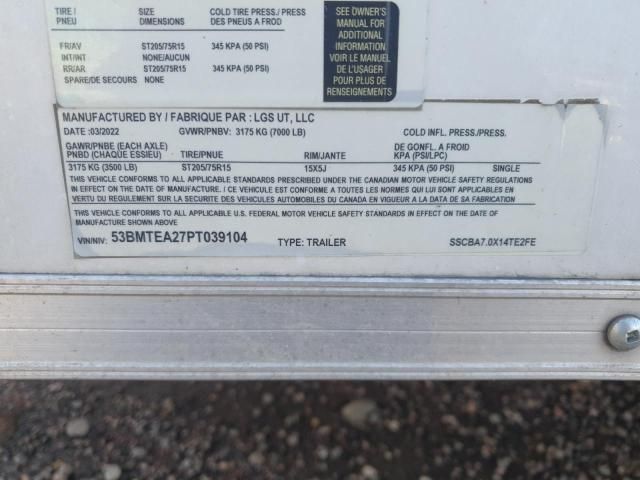 TIRE / SIZE COLD TIRE PRESS./ PRESS
PNEU DIMENSION DES PNEUS A FROID
FR/AV ST205/75R15 345 KPA (50 PSI)
INT/INT NONE/AUCUN
RR/AR ST205/75R15 345 KPA (50 PSI)
SPARE/DE SECOURS NONE
SEE OWNER'S
MANUAL FOR
ADDITIONAL
INFORMATION
VOIR LE MANUEL
DE L'USAGER
POUR PLUS DE
RENSEIGNEMENTS
MANUFACTURED BY / FABRIQUE PAR : LGS UT, LLC
DATE :03/2022 GVWR/PNBV: 3175 KG (7000 LB) COLD INFL. PRESS./PRESS.
GAWR/PNBE (EACH AXLE) DE GONFL. A FROID
PNBD (CHAQUE ESSIEU) TIRE/PNUE RIM/JANTE KPA (PSI/LPC)
3175 KG (3500 LB) ST205/75R15 15X5J 345 KPA (50 PSI) SINGLE
THIS VEHICLE CONFORMS TO ALL APPLICABLE STANDARDS PRESCRIBED UNDER THE CANADIAN MOTOR VEHICLE SAFETY REGULATIONS
IN EFFECT ON THE DATE OF MANUFACTURE. / CE VEHICULE EST CONFORME A TOUTES LES NORMES QUI LUI SONT APPLICABLES EN
VERTU DU REGULATION SUR LA SECURITE DES VEHICULES AUTOMOBILES DU CANADA EN VIGUEUR A LA DATE DE SA FABRICATION.
THIS VEHICLE CONFORMS TO ALL APPLICABLE U.S. FEDERAL MOTOR VEHICLE SAFETY STANDARDS IN EFFECT ON THE DATE OF
MANUFACTURE SHOWN ABOVE.
VIN/NIV: 53BMTEA27PT039104 TYPE: TRAILER SSCBA7.0X14TE2FE